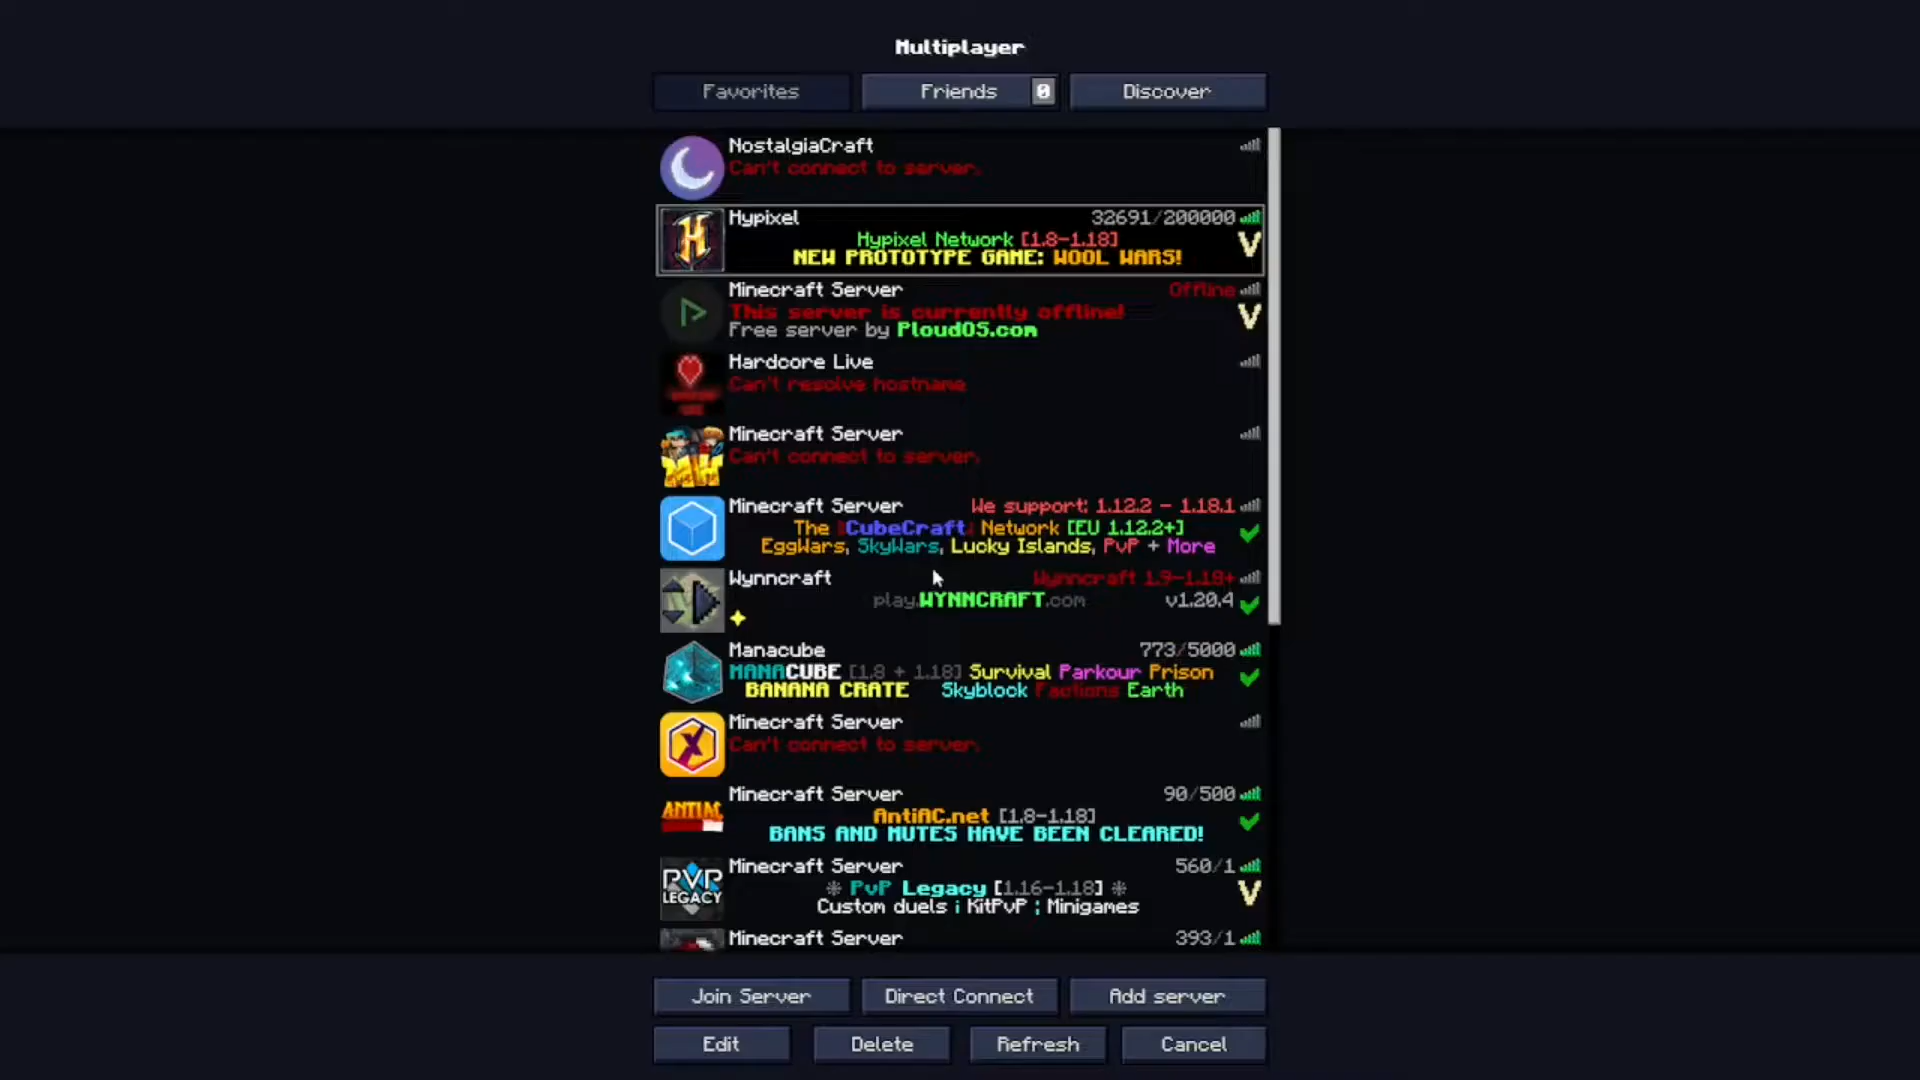 Multiplayer
Favorites
Friends 0
Discover
NostalgiaCraft
Can't connect to server.
Hypixel 32691/200000
Hypixel Network [1.8-1.18]
NEW PROTOTYPE GAME: WOOL WARS!
V
Minecraft Server Offline
This server is currently offline!
Free server by PloudOS.com
V
Hardcore Live
Can't resolve hostname
Minecraft Server
Can't connect to server.
Minecraft Server We support: 1.12.2 - 1.18.1
The CubeCraft Network [EU 1.12.2+]
EggWars, SkyWars, Lucky Islands, PvP + More
Wynncraft Wynncraft 1.9-1.18+
play.WYNNCRAFT.com v1.20.4
Manacube 773/5000
MANACUBE [1.8 + 1.18] Survival Parkour Prison
BANANA CRATE Skyblock Factions Earth
Minecraft Server
Can't connect to server.
Minecraft Server 90/500
ANTIAC
AntiAC.net [1.8-1.18]
BANS AND MUTES HAVE BEEN CLEARED!
Minecraft Server 560/1
PVP LEGACY
PvP Legacy [1.16-1.18]
Custom duels ¦ KitPvP ¦ Minigames
V
Minecraft Server 393/1
Join Server
Direct Connect
Add server
Edit
Delete
Refresh
Cancel